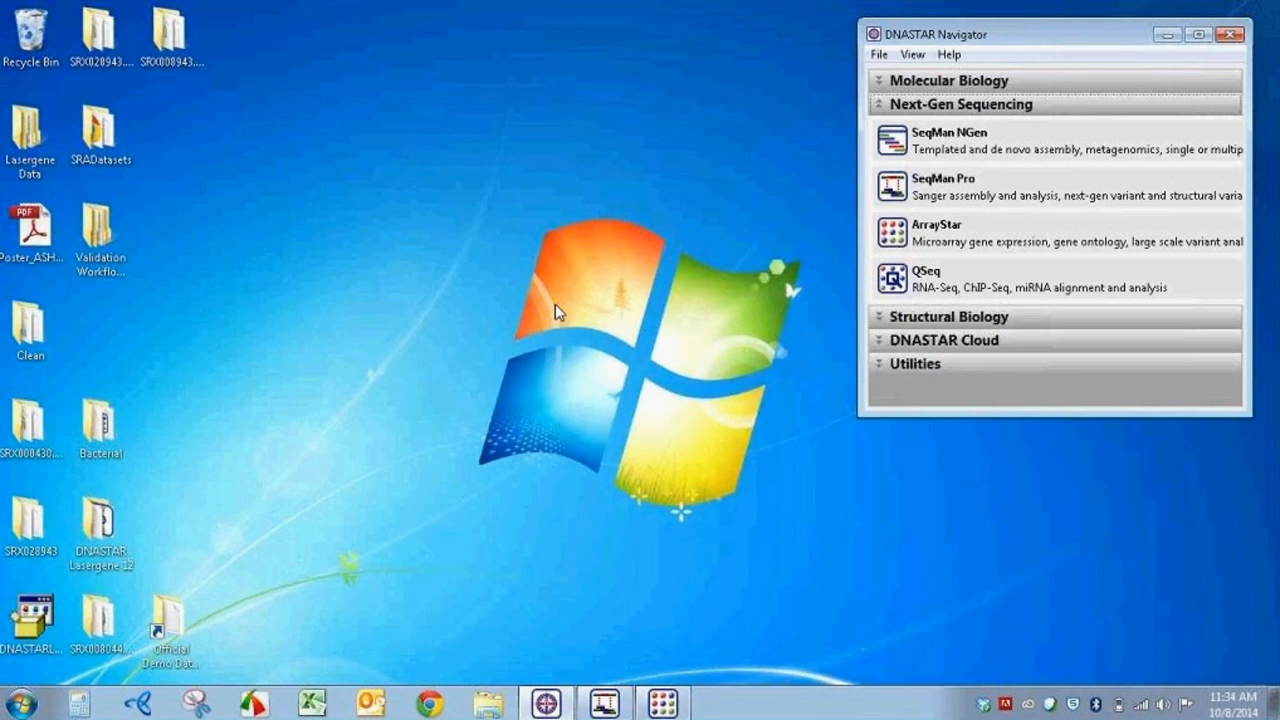 Recycle Bin
SRX028943....
SRX008943....
Lasergene
Data
SRADatasets
PDF
Poster_ASH...
Validation
Workflo...
Clean
SRX000430....
Bacterial
SRX028943
DNASTAR
Lasergene 12
DNASTARL...
SRX008044....
Official
Demo Dat...
DNASTAR Navigator
File View Help
Molecular Biology
Next-Gen Sequencing
SeqMan NGen
Templated and de novo assembly, metagenomics, single or multip
SeqMan Pro
Sanger assembly and analysis, next-gen variant and structural varia
ArrayStar
Microarray gene expression, gene ontology, large scale variant anal
QSeq
RNA-Seq, ChIP-Seq, miRNA alignment and analysis
Structural Biology
DNASTAR Cloud
Utilities
11:34 AM
10/8/2014